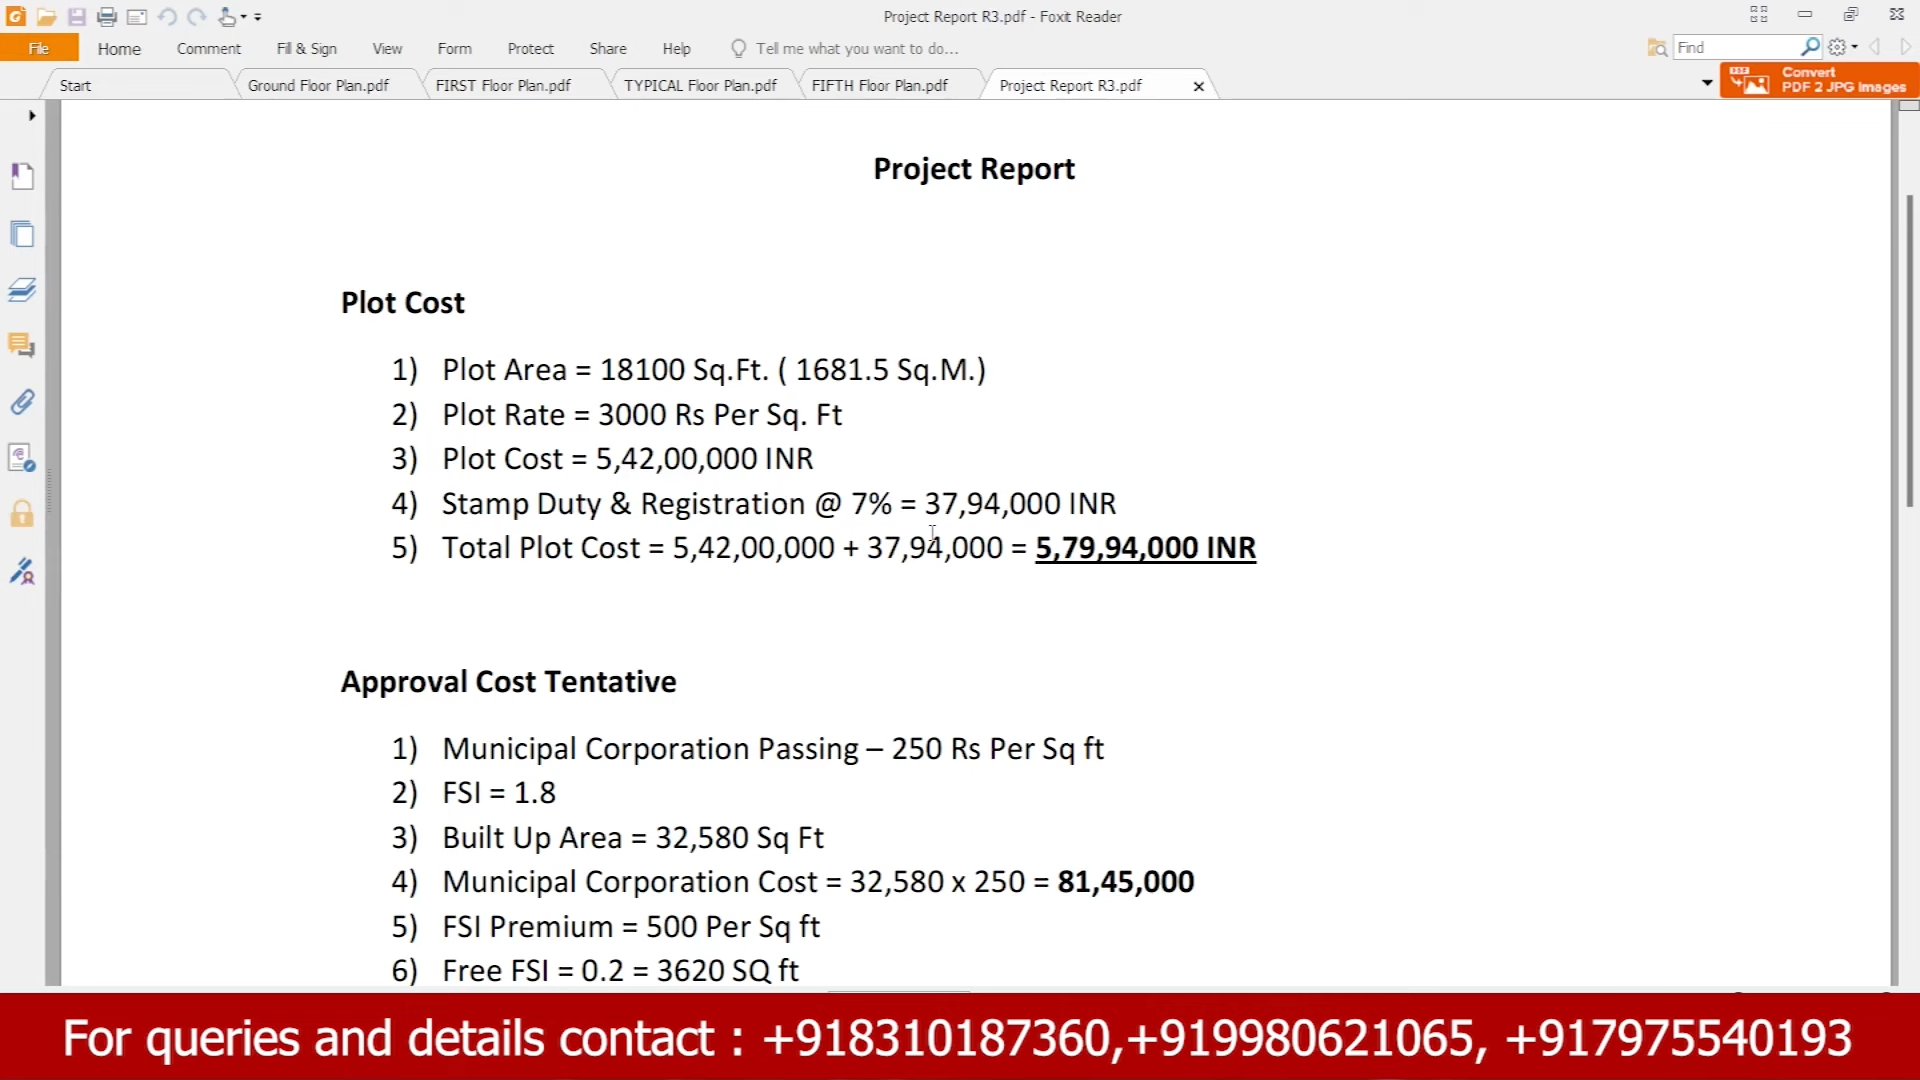 Project Report R3.pdf - Foxit Reader
File Home Comment Fill & Sign View Form Protect Share Help Tell me what you want to do... Find
Start Ground Floor Plan.pdf FIRST Floor Plan.pdf TYPICAL Floor Plan.pdf FIFTH Floor Plan.pdf Project Report R3.pdf
Convert
PDF 2 JPG Images
Project Report
Plot Cost
1) Plot Area = 18100 Sq.Ft. ( 1681.5 Sq.M.)
2) Plot Rate = 3000 Rs Per Sq. Ft
3) Plot Cost = 5,42,00,000 INR
4) Stamp Duty & Registration @ 7% = 37,94,000 INR
5) Total Plot Cost = 5,42,00,000 + 37,94,000 = 5,79,94,000 INR
Approval Cost Tentative
1) Municipal Corporation Passing – 250 Rs Per Sq ft
2) FSI = 1.8
3) Built Up Area = 32,580 Sq Ft
4) Municipal Corporation Cost = 32,580 x 250 = 81,45,000
5) FSI Premium = 500 Per Sq ft
6) Free FSI = 0.2 = 3620 SQ ft
For queries and details contact : +918310187360,+919980621065, +917975540193